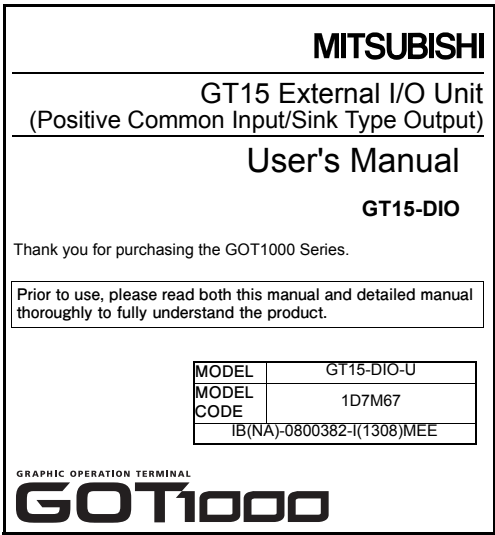 MITSUBISHI
GT15 External I/O Unit
(Positive Common Input/Sink Type Output)
User's Manual
GT15-DIO
Thank you for purchasing the GOT1000 Series.
Prior to use, please read both this manual and detailed manual
thoroughly to fully understand the product.
MODEL GT15-DIO-U
MODEL
CODE 1D7M67
IB(NA)-0800382-I(1308)MEE
GRAPHIC OPERATION TERMINAL
GOT1000